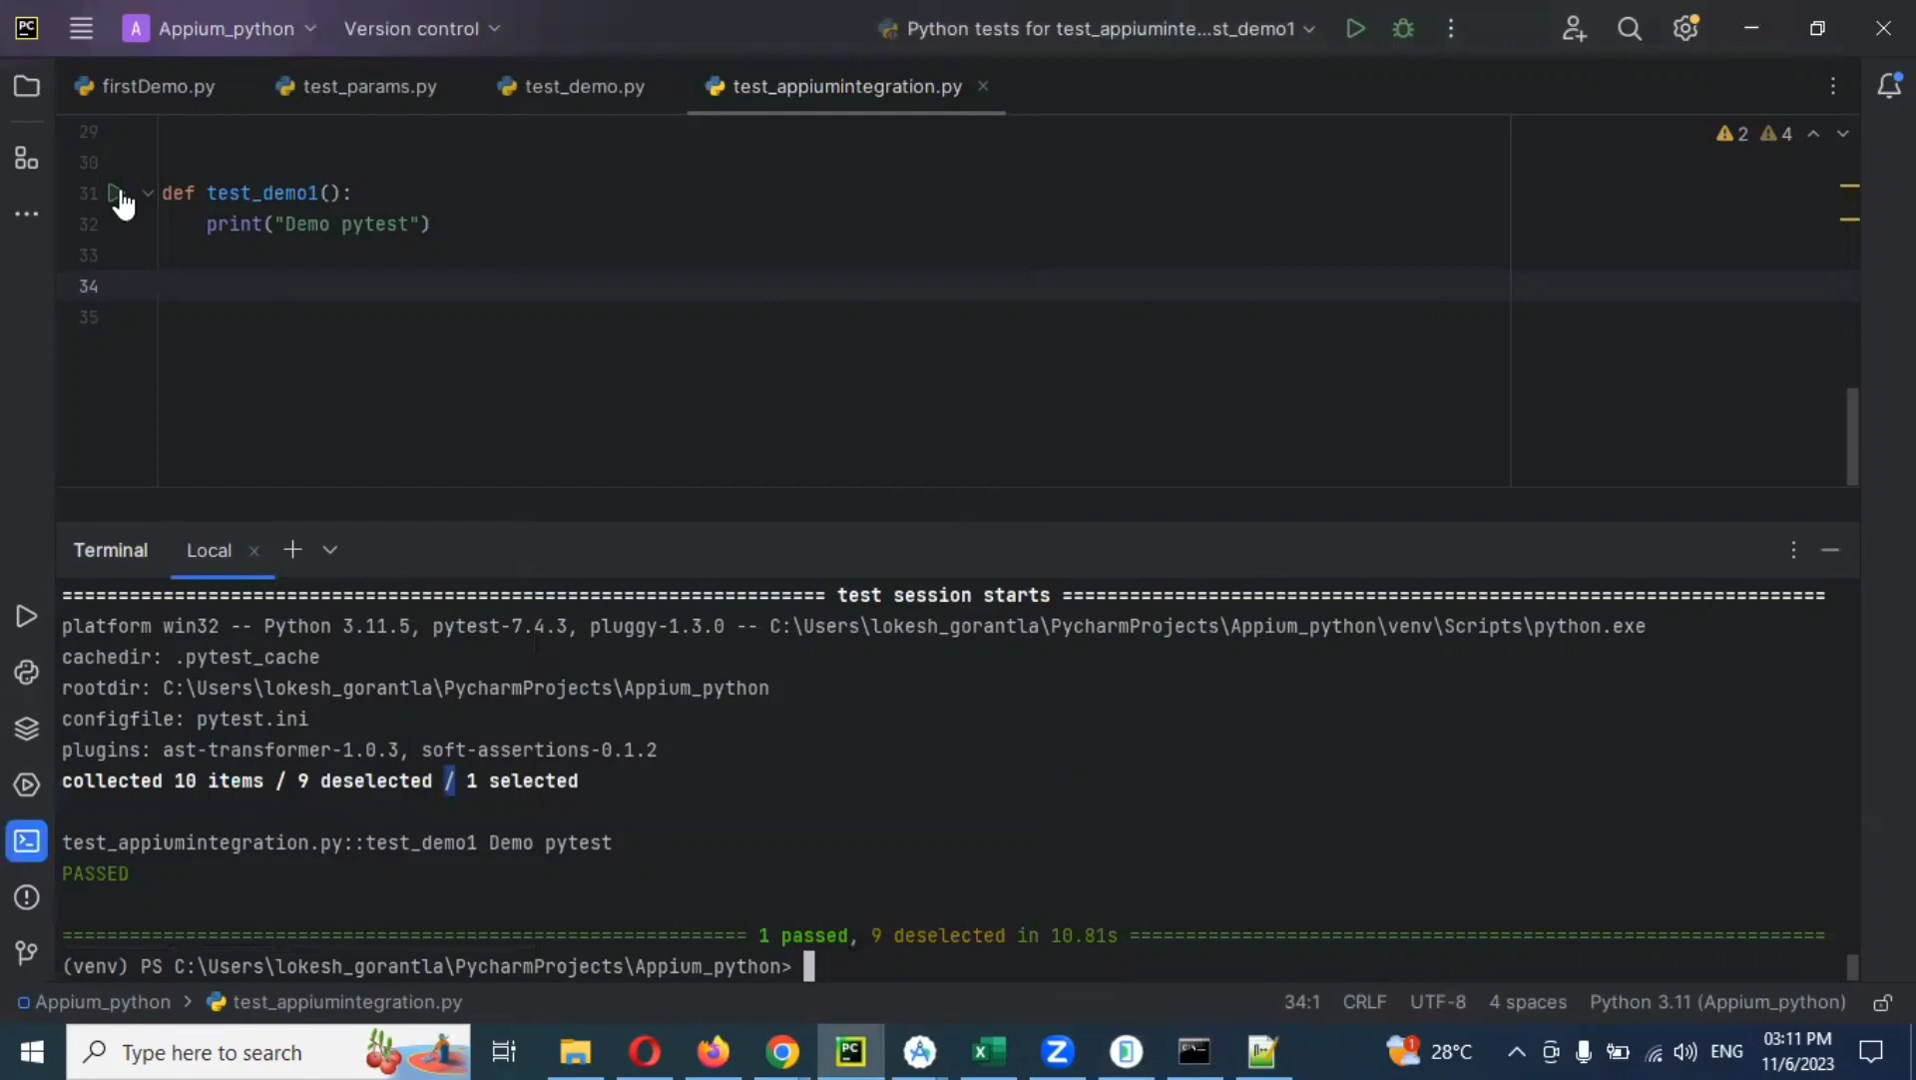 PC A Appium_python Version control Python tests for test_appiuminte...st_demo1
firstDemo.py test_params.py test_demo.py test_appiumintegration.py
29
2 4
30
31 def test_demo1():
32 print("Demo pytest")
33
34
35
Terminal Local
=================================================================== test session starts ====================================================================
platform win32 -- Python 3.11.5, pytest-7.4.3, pluggy-1.3.0 -- C:\Users\lokesh_gorantla\PycharmProjects\Appium_python\venv\Scripts\python.exe
cachedir: .pytest_cache
rootdir: C:\Users\lokesh_gorantla\PycharmProjects\Appium_python
configfile: pytest.ini
plugins: ast-transformer-1.0.3, soft-assertions-0.1.2
collected 10 items / 9 deselected / 1 selected
test_appiumintegration.py::test_demo1 Demo pytest
PASSED
============================================================= 1 passed, 9 deselected in 10.81s ==============================================================
(venv) PS C:\Users\lokesh_gorantla\PycharmProjects\Appium_python>
Appium_python > test_appiumintegration.py 34:1 CRLF UTF-8 4 spaces Python 3.11 (Appium_python)
Type here to search PC 28°C ENG 03:11 PM
11/6/2023